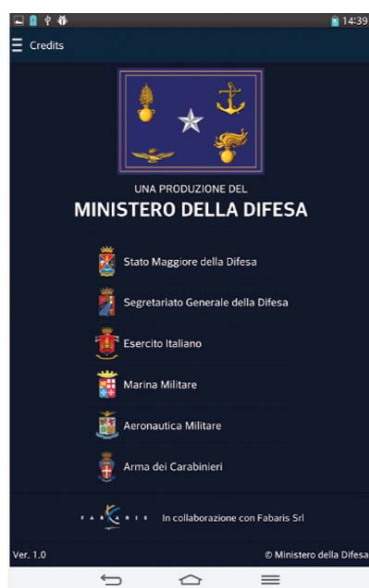 14:39
Credits
UNA PRODUZIONE DEL
MINISTERO DELLA DIFESA
Stato Maggiore della Difesa
Segretariato Generale della Difesa
Esercito Italiano
Marina Militare
Aeronautica Militare
Arma dei Carabinieri
FABARIS In collaborazione con Fabaris Srl
Ver. 1.0 © Ministero della Difesa